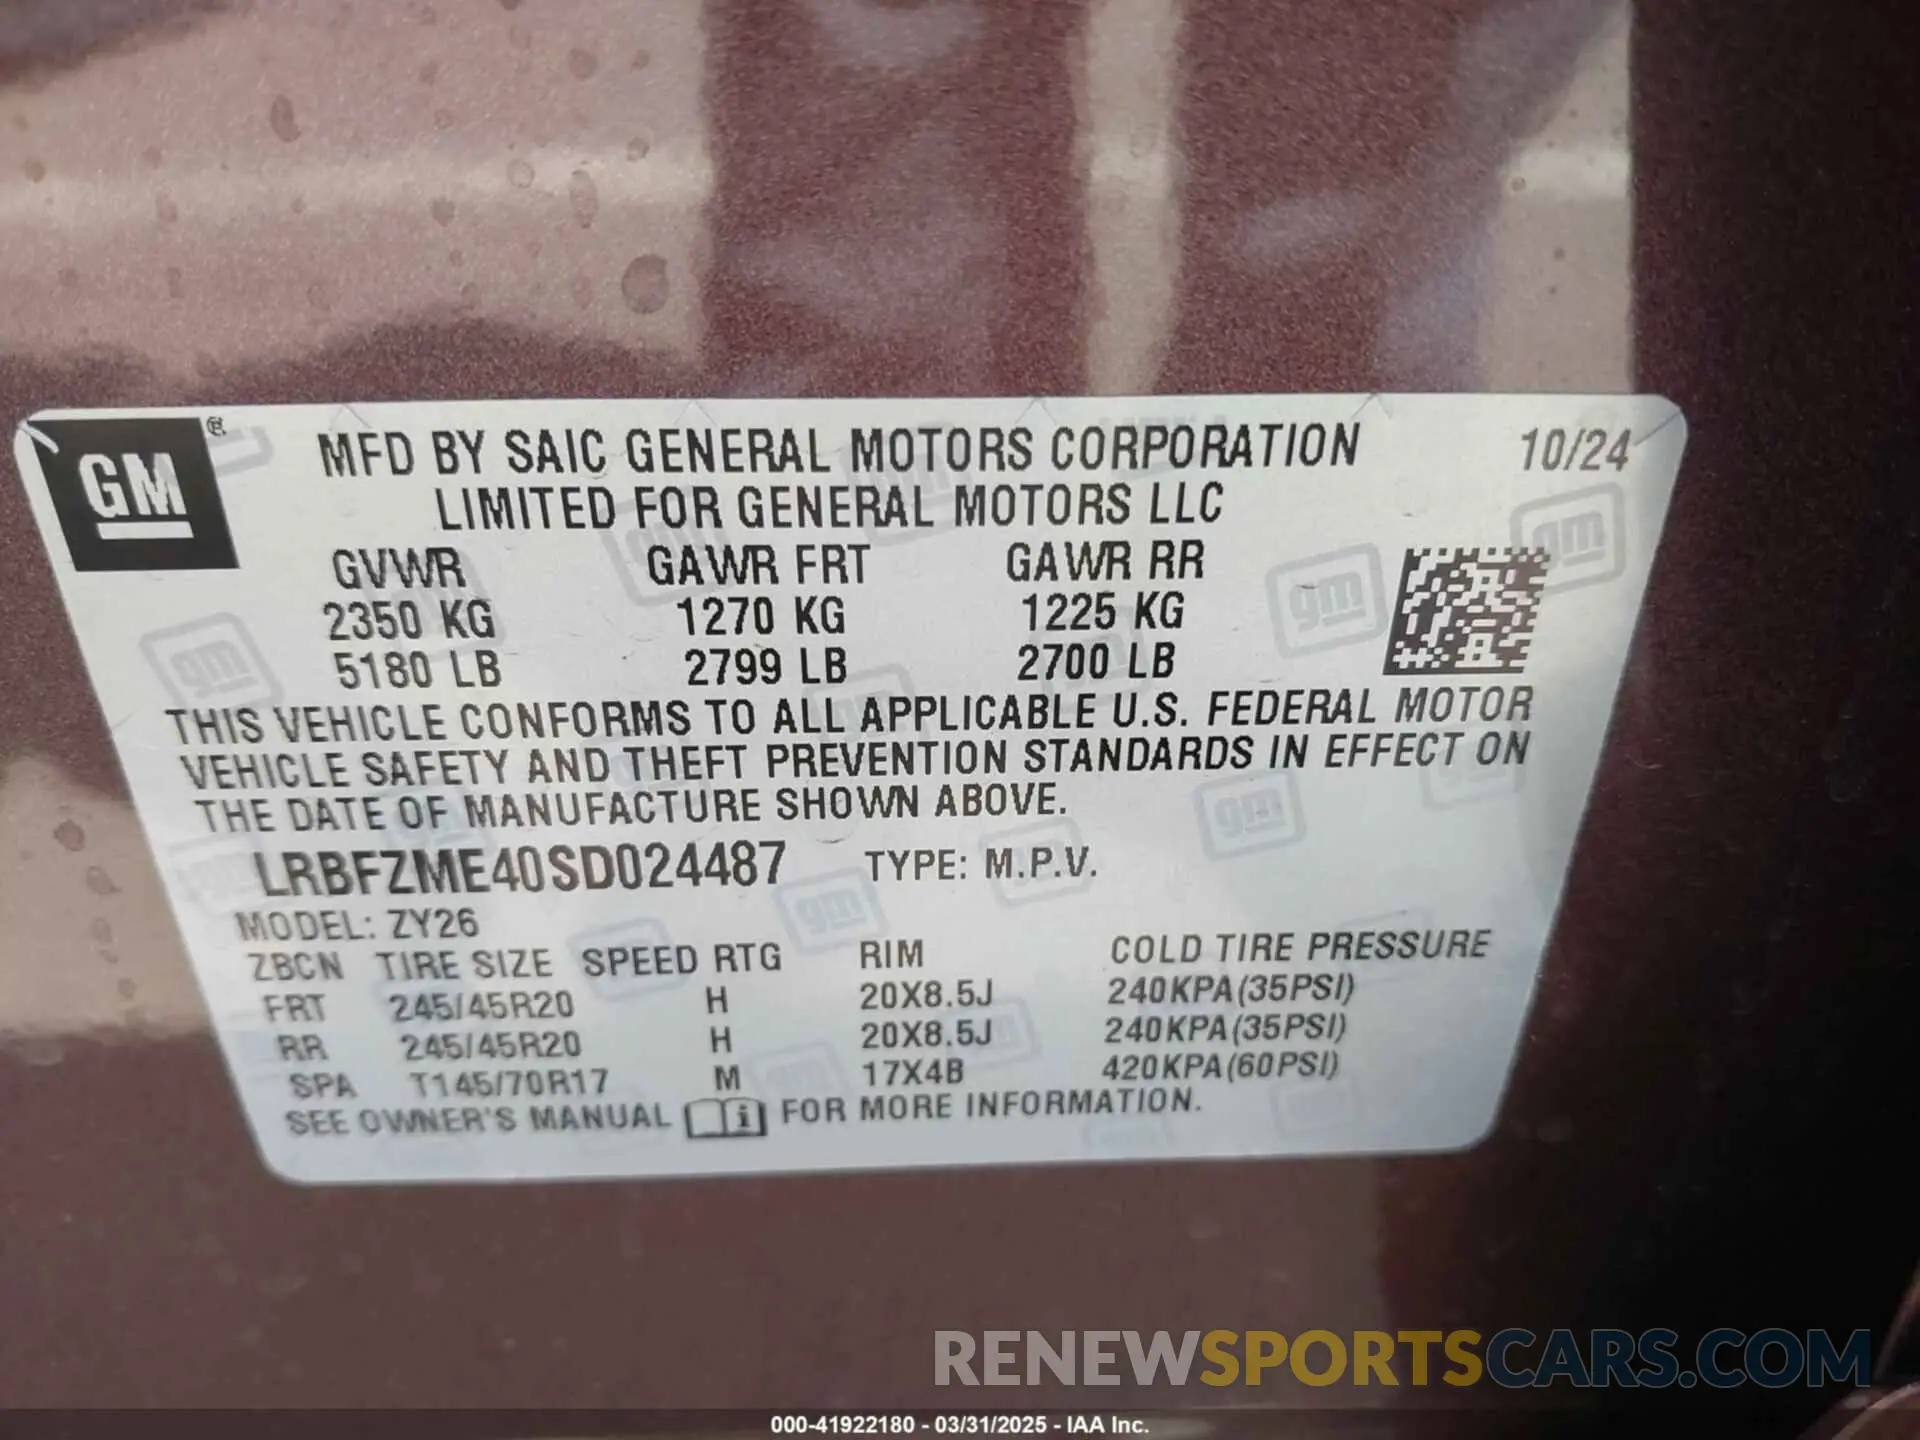 GM ®
MFD BY SAIC GENERAL MOTORS CORPORATION 10/24
LIMITED FOR GENERAL MOTORS LLC
GVWR GAWR FRT GAWR RR
2350 KG 1270 KG 1225 KG
5180 LB 2799 LB 2700 LB
THIS VEHICLE CONFORMS TO ALL APPLICABLE U.S. FEDERAL MOTOR
VEHICLE SAFETY AND THEFT PREVENTION STANDARDS IN EFFECT ON
THE DATE OF MANUFACTURE SHOWN ABOVE.
LRBFZME40SD024487 TYPE: M.P.V.
MODEL: ZY26
ZBCN TIRE SIZE SPEED RTG RIM COLD TIRE PRESSURE
FRT 245/45R20 H 20X8.5J 240KPA(35PSI)
RR 245/45R20 H 20X8.5J 240KPA(35PSI)
SPA T145/70R17 M 17X4B 420KPA(60PSI)
SEE OWNER'S MANUAL i FOR MORE INFORMATION.
RENEWSPORTSCARS.COM
000-41922180 - 03/31/2025 - IAA Inc.